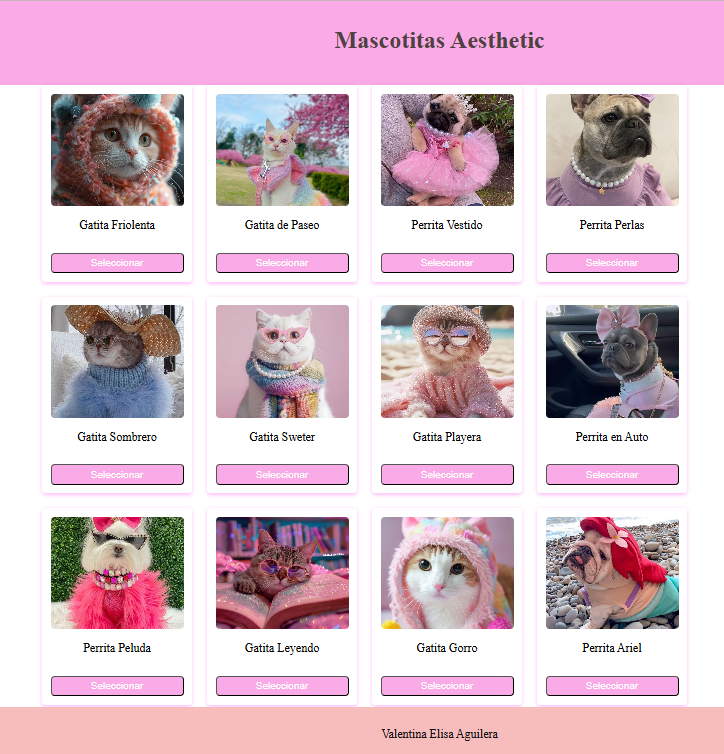 Mascotitas Aesthetic
Gatita Friolenta
Gatita de Paseo
Perrita Vestido
Perrita Perlas
Seleccionar
Seleccionar
Seleccionar
Seleccionar
Gatita Sombrero
Gatita Sweter
Gatita Playera
Perrita en Auto
Seleccionar
Seleccionar
Seleccionar
Seleccionar
Perrita Peluda
Gatita Leyendo
Gatita Gorro
Perrita Ariel
Seleccionar
Seleccionar
Seleccionar
Seleccionar
Valentina Elisa Aguilera